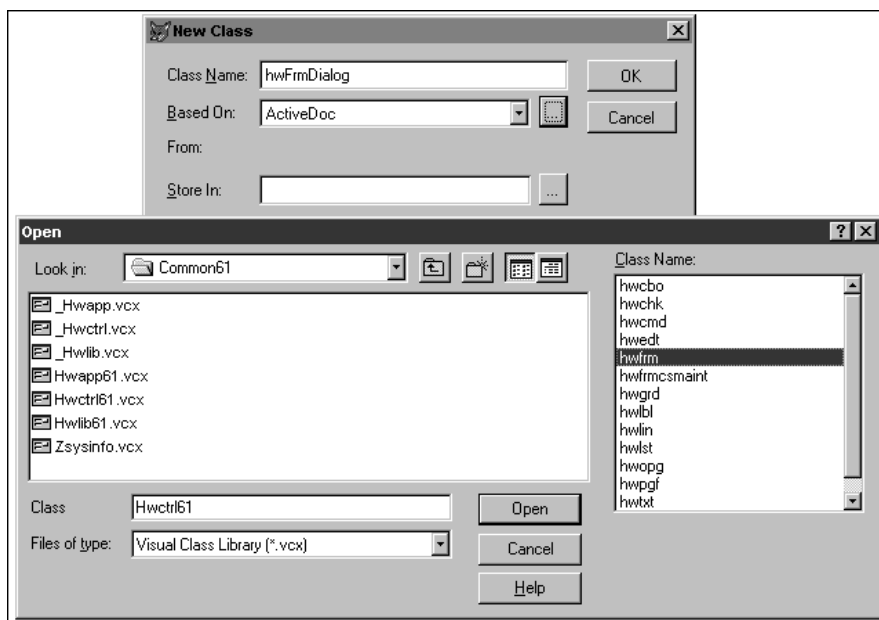 New Class
Class Name: hwFrmDialog
OK
Based On: ActiveDoc ...
Cancel
From:
Store In: ...
Open
Look in: Common61
Class Name:
_Hwapp.vcx
_Hwctrl.vcx
_Hwlib.vcx
Hwapp61.vcx
Hwctrl61.vcx
Hwlib61.vcx
Zsysinfo.vcx
hwcbo
hwchk
hwcmd
hwedt
hwfrm
hwfrmcsmaint
hwgrd
hwlbl
hwlin
hwlst
hwopg
hwpgf
hwtxt
Class Hwctrl61
Open
Files of type: Visual Class Library (*.vcx)
Cancel
Help